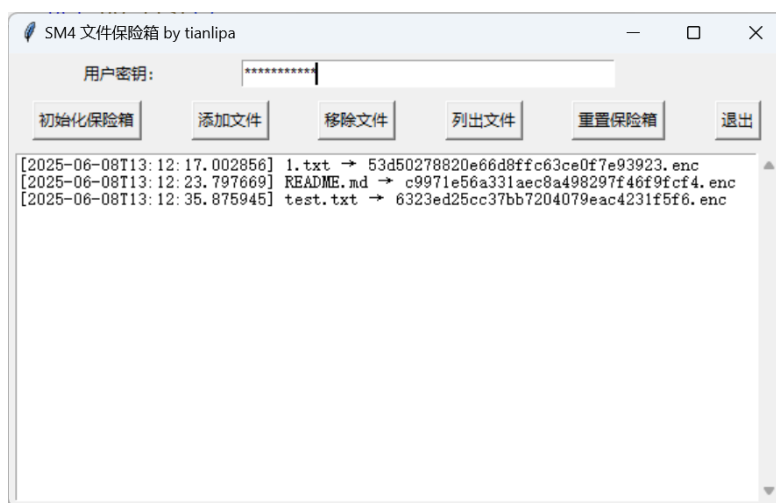 SM4 文件保险箱 by tianlipa
用户密钥: ***********
初始化保险箱 添加文件 移除文件 列出文件 重置保险箱 退出
[2025-06-08T13:12:17.002856] 1.txt → 53d50278820e66d8ffc63ce0f7e93923.enc
[2025-06-08T13:12:23.797669] README.md → c9971e56a331aec8a498297f46f9fcf4.enc
[2025-06-08T13:12:35.875945] test.txt → 6323ed25cc37bb7204079eac4231f5f6.enc